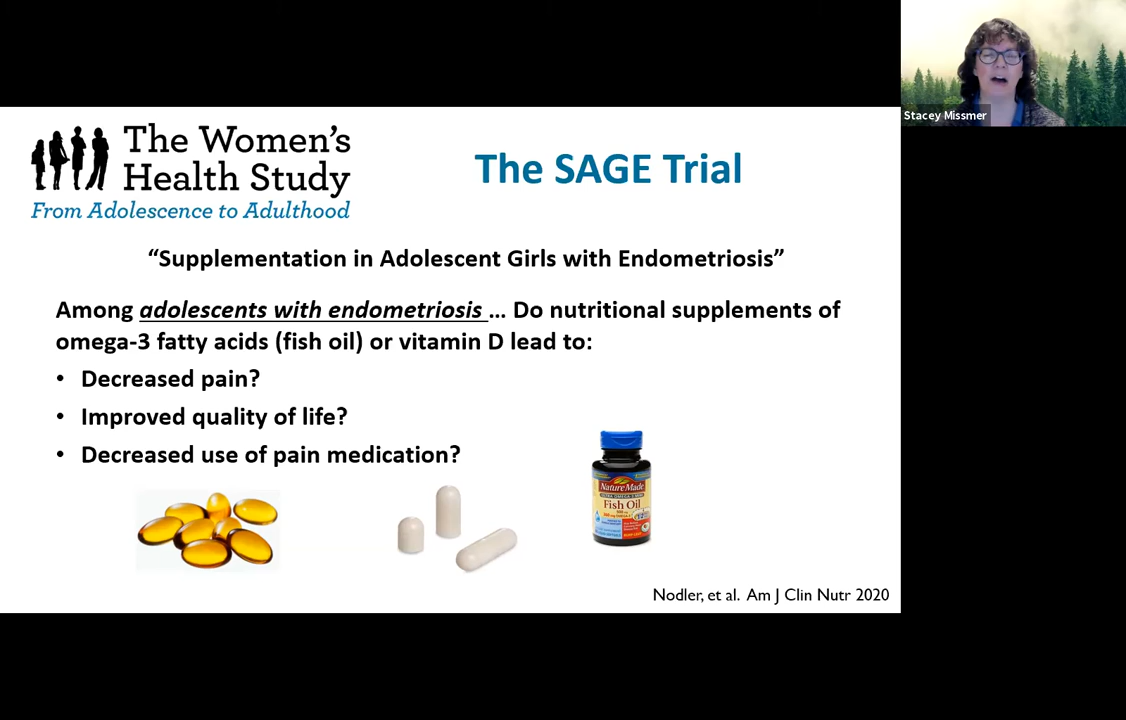 Stacey Missmer
The Women's
Health Study
From Adolescence to Adulthood
The SAGE Trial
“Supplementation in Adolescent Girls with Endometriosis”
Among adolescents with endometriosis ... Do nutritional supplements of
omega-3 fatty acids (fish oil) or vitamin D lead to:
• Decreased pain?
• Improved quality of life?
• Decreased use of pain medication?
Nature Made
Fish Oil
Nodler, et al. Am J Clin Nutr 2020